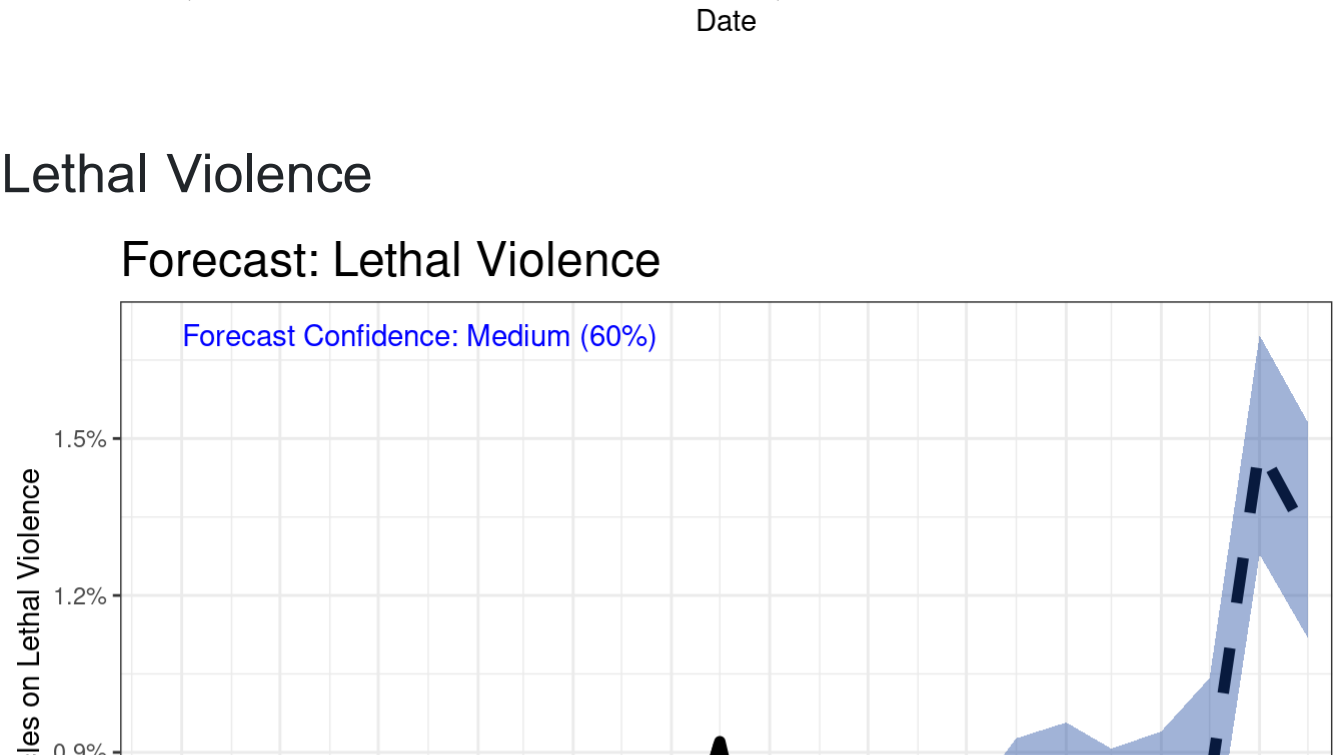 Date
Lethal Violence
Forecast: Lethal Violence
Forecast Confidence: Medium (60%)
1.5%
1.2%
0.9%
les on Lethal Violence